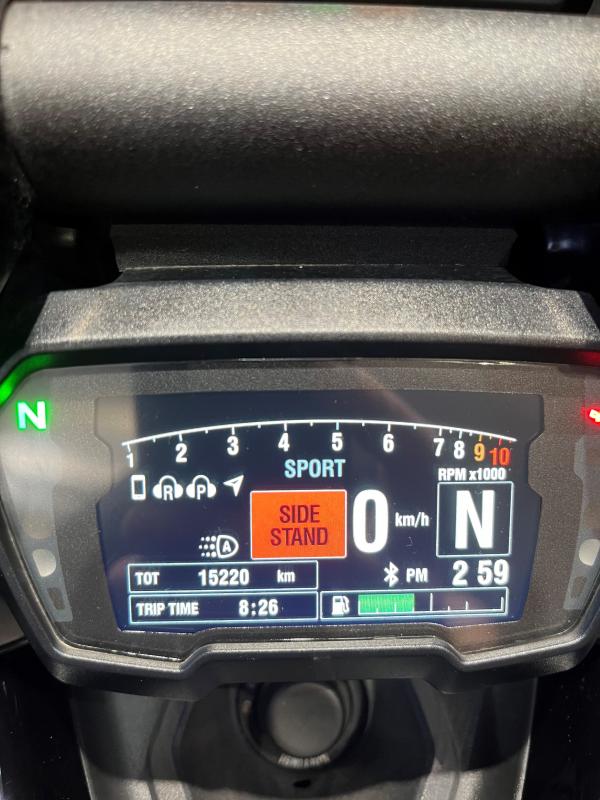 N
1 2 3 4 5 6 7 8 9 10
SPORT
RPM x1000
R P
SIDE
STAND
0 km/h
N
A
TOT 15220 km
PM 2 59
TRIP TIME 8:26